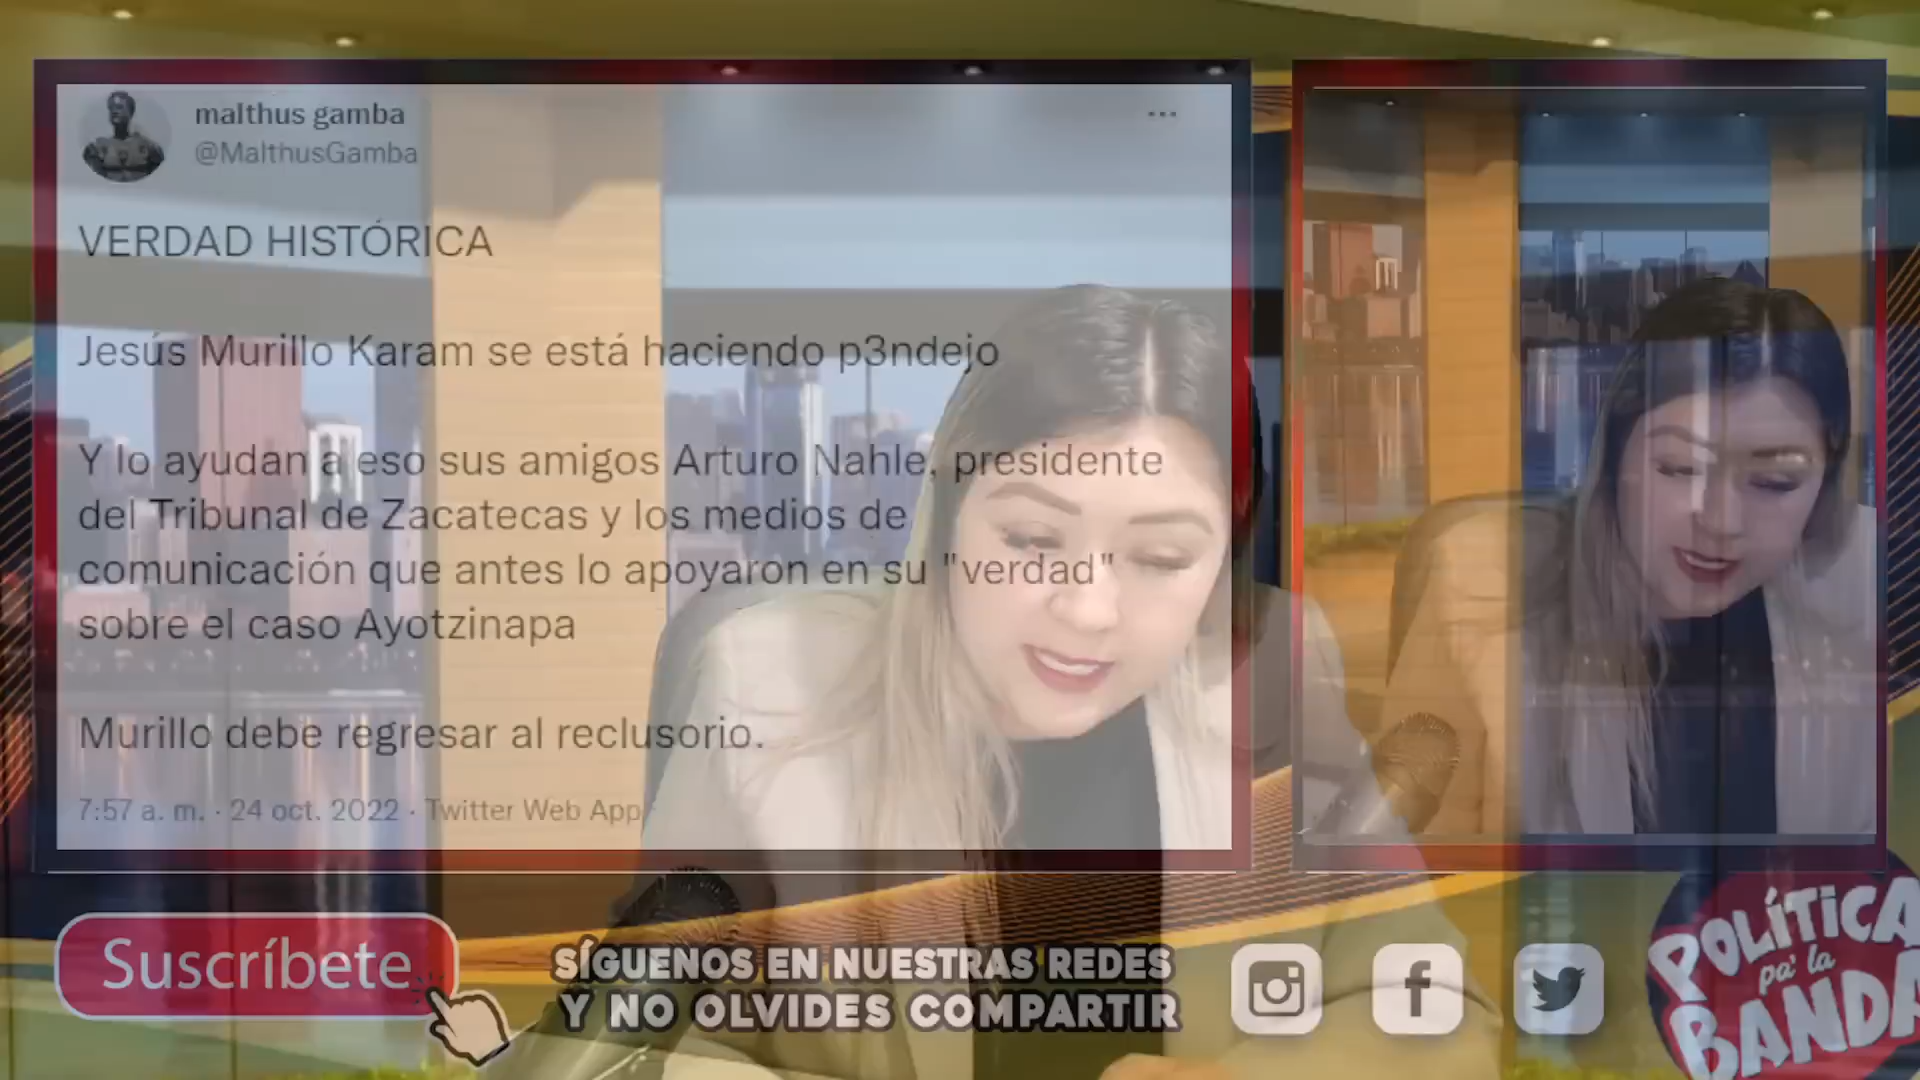 malthus gamba
@MalthusGamba
VERDAD HISTÓRICA
Jesús Murillo Karam se está haciendo p3ndejo
Y lo ayudan a eso sus amigos Arturo Nahle, presidente
del Tribunal de Zacatecas y los medios de
comunicación que antes lo apoyaron en su "verdad"
sobre el caso Ayotzinapa
Murillo debe regresar al reclusorio.
7:57 a. m. · 24 oct. 2022 · Twitter Web App
Suscríbete
SÍGUENOS EN NUESTRAS REDES
Y NO OLVIDES COMPARTIR
POLÍTICA
pa' la
BANDA